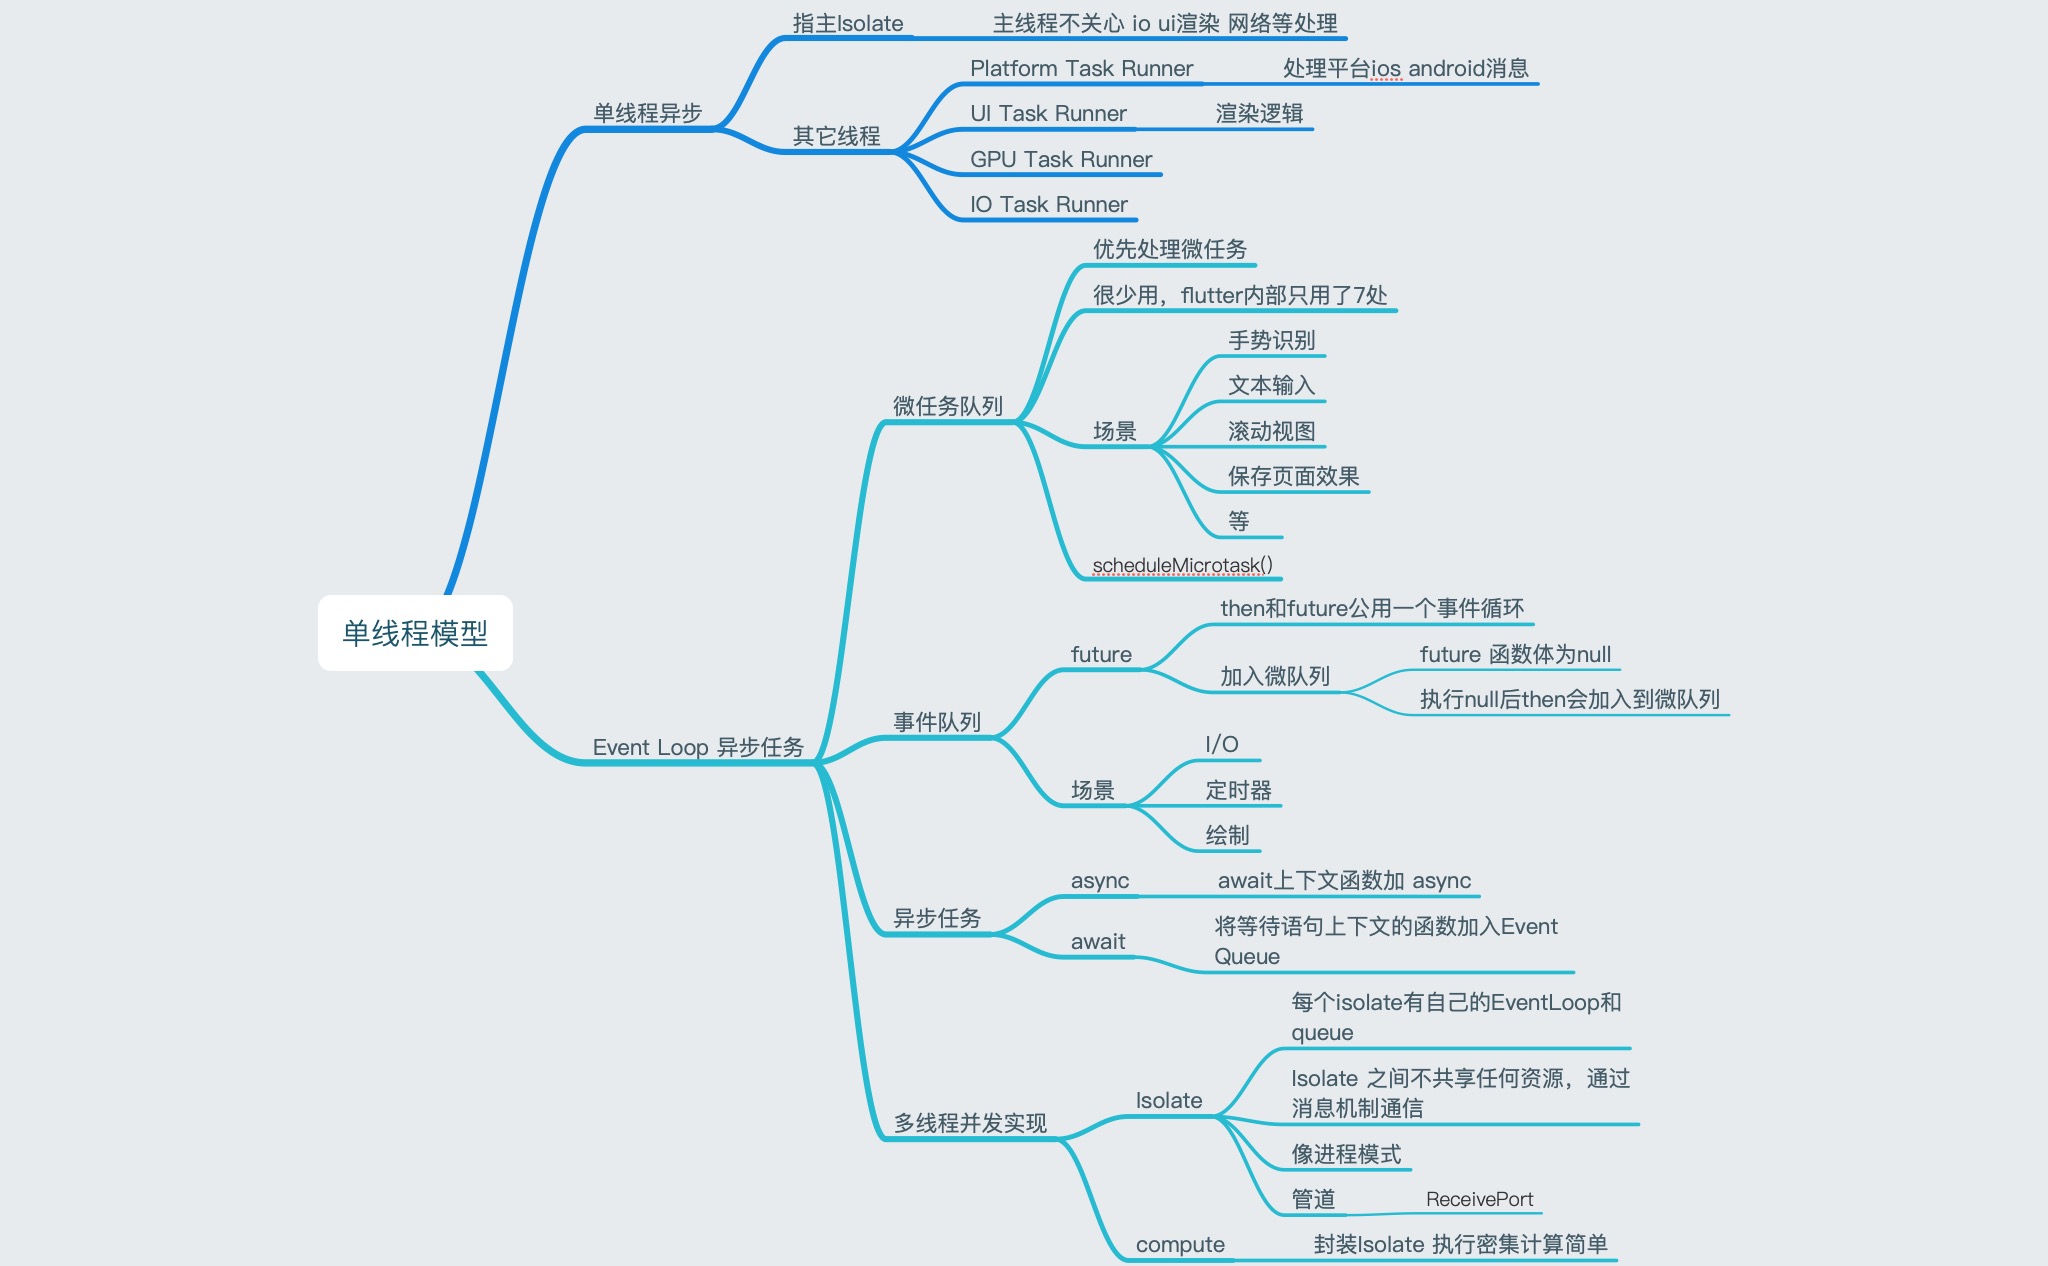 指主Isolate
主线程不关心 io ui渲染 网络等处理
Platform Task Runner
处理平台ios android消息
单线程异步
UI Task Runner
渲染逻辑
其它线程
GPU Task Runner
IO Task Runner
优先处理微任务
很少用，flutter内部只用了7处
手势识别
文本输入
微任务队列
场景
滚动视图
保存页面效果
等
scheduleMicrotask()
单线程模型
then和future公用一个事件循环
future
future 函数体为null
加入微队列
执行null后then会加入到微队列
事件队列
Event Loop 异步任务
I/O
场景
定时器
绘制
async
await上下文函数加 async
异步任务
await
将等待语句上下文的函数加入Event
Queue
每个isolate有自己的EventLoop和
queue
Isolate
Isolate 之间不共享任何资源，通过
消息机制通信
多线程并发实现
像进程模式
管道
ReceivePort
compute
封装Isolate 执行密集计算简单